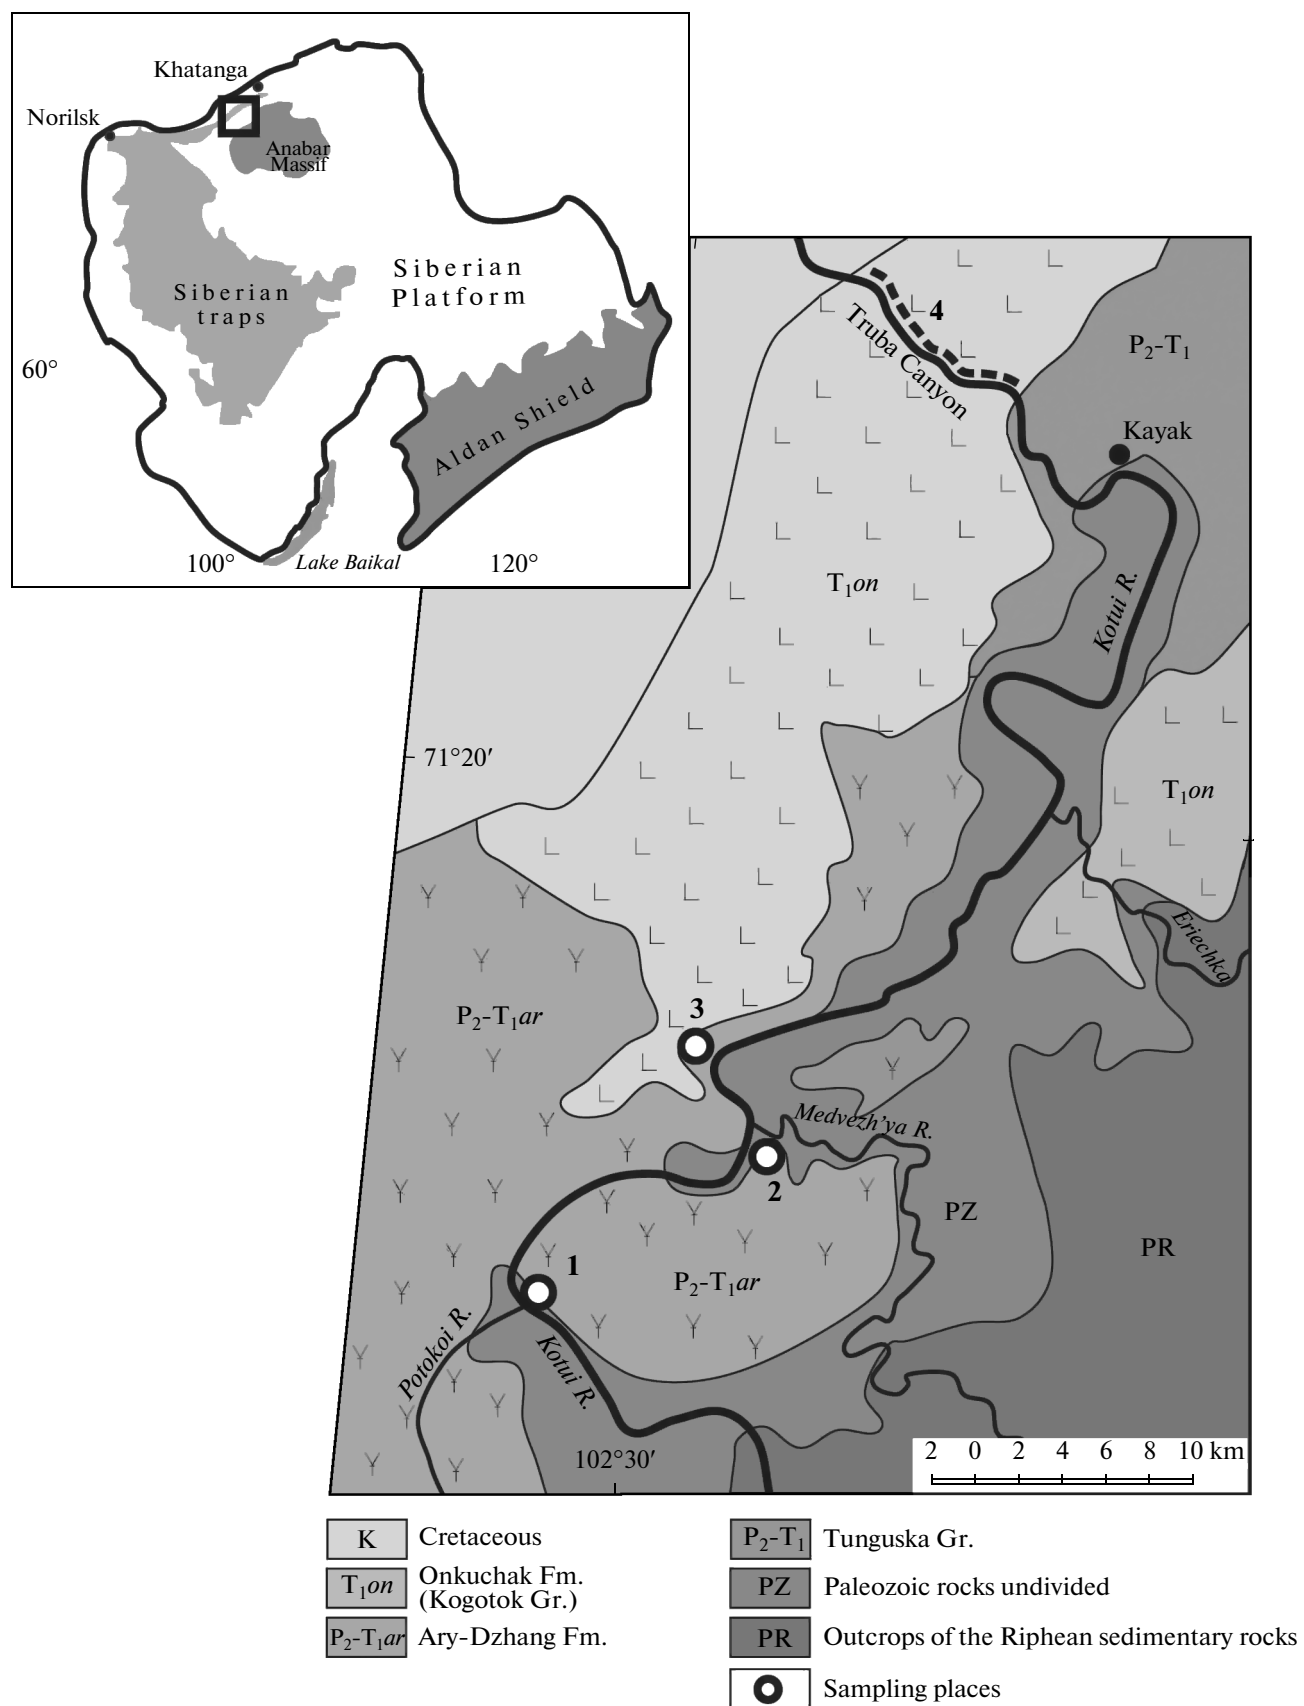 Khatanga
Norilsk
Anabar
Massif
Siberian
Platform
Siberian
traps
60°
Aldan Shield
100°
Lake Baikal
120°
4
Truba Canyon
P₂-T₁
Kayak
T₁on
Kotui R.
71°20′
T₁on
Eriechka
P₂-T₁ar
3
Medvezh'ya R.
2
PZ
PR
1
P₂-T₁ar
Potokoi R.
Kotui R.
102°30′
2 0 2 4 6 8 10 km
K Cretaceous
T₁on Onkuchak Fm.
(Kogotok Gr.)
P₂-T₁ar Ary-Dzhang Fm.
P₂-T₁ Tunguska Gr.
PZ Paleozoic rocks undivided
PR Outcrops of the Riphean sedimentary rocks
Sampling places